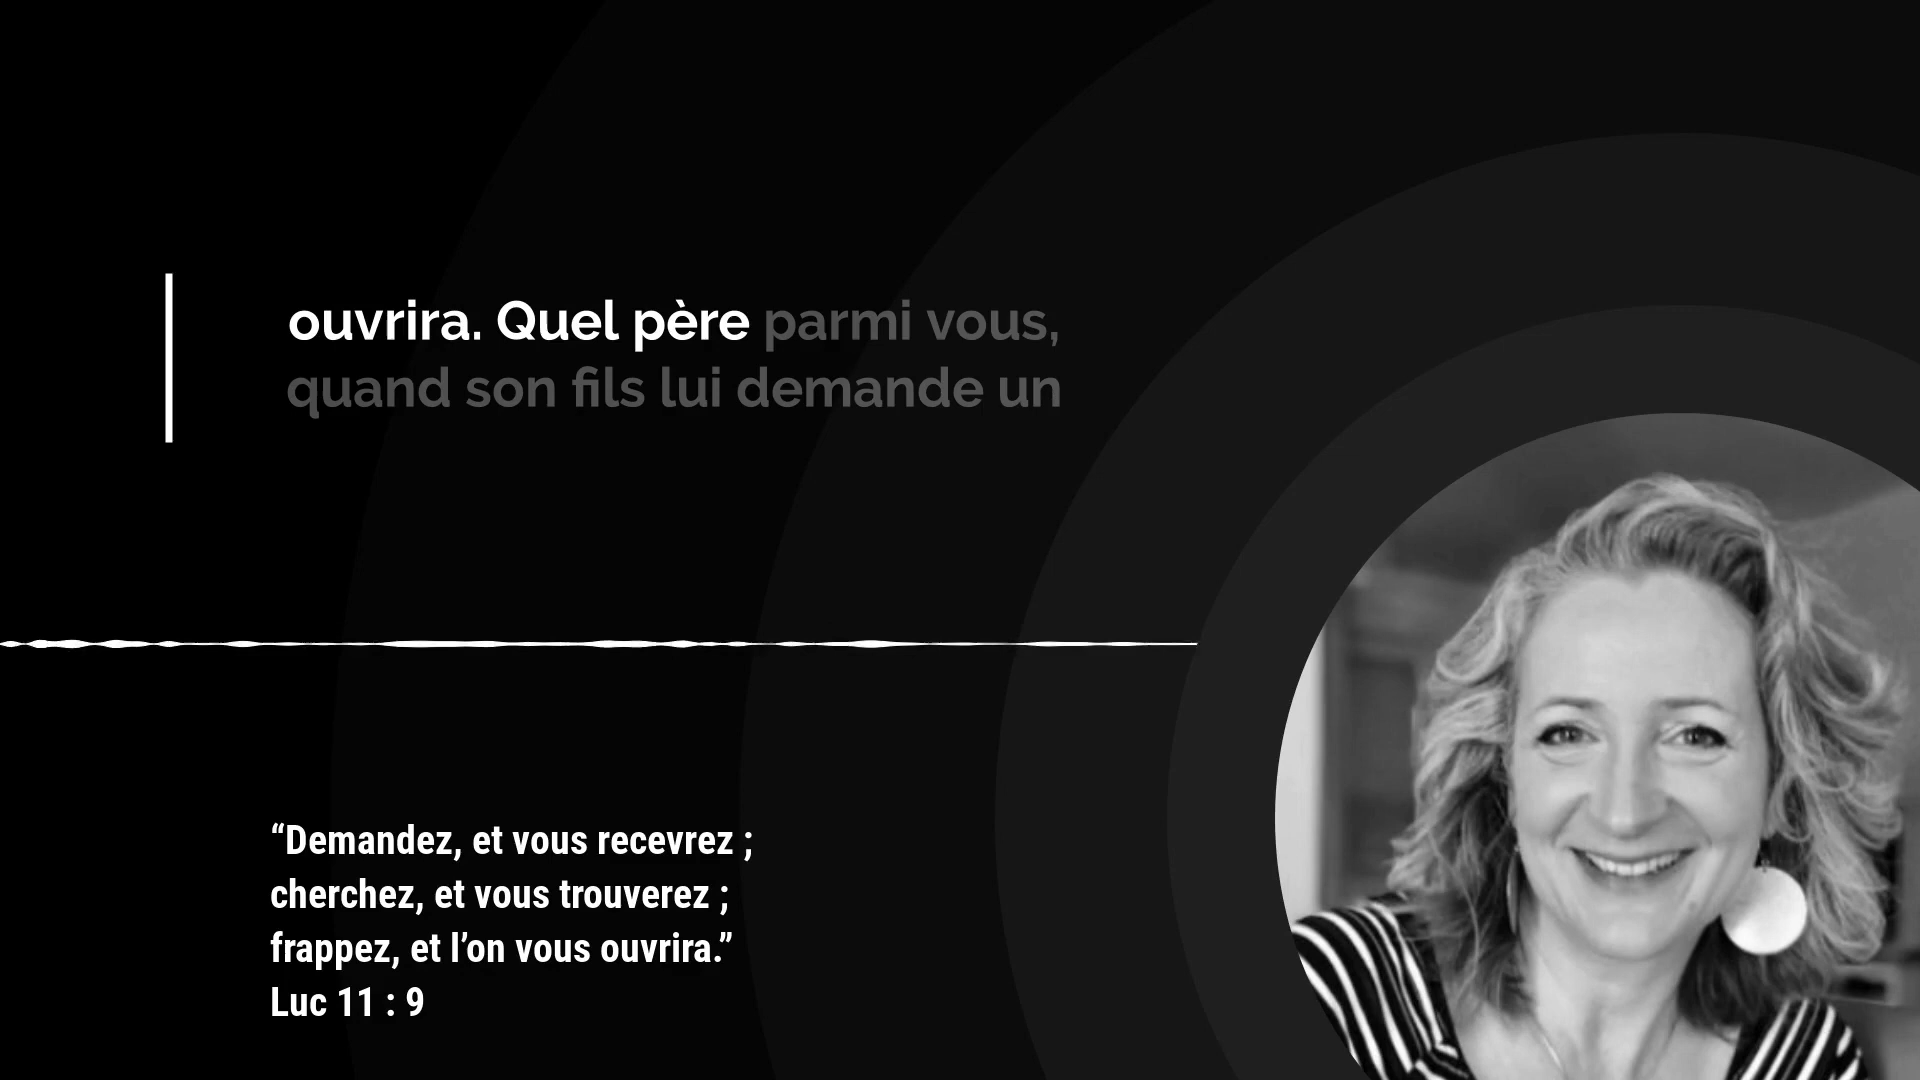 ouvrira. Quel père parmi vous,
quand son fils lui demande un
“Demandez, et vous recevrez ;
cherchez, et vous trouverez ;
frappez, et l’on vous ouvrira.”
Luc 11 : 9